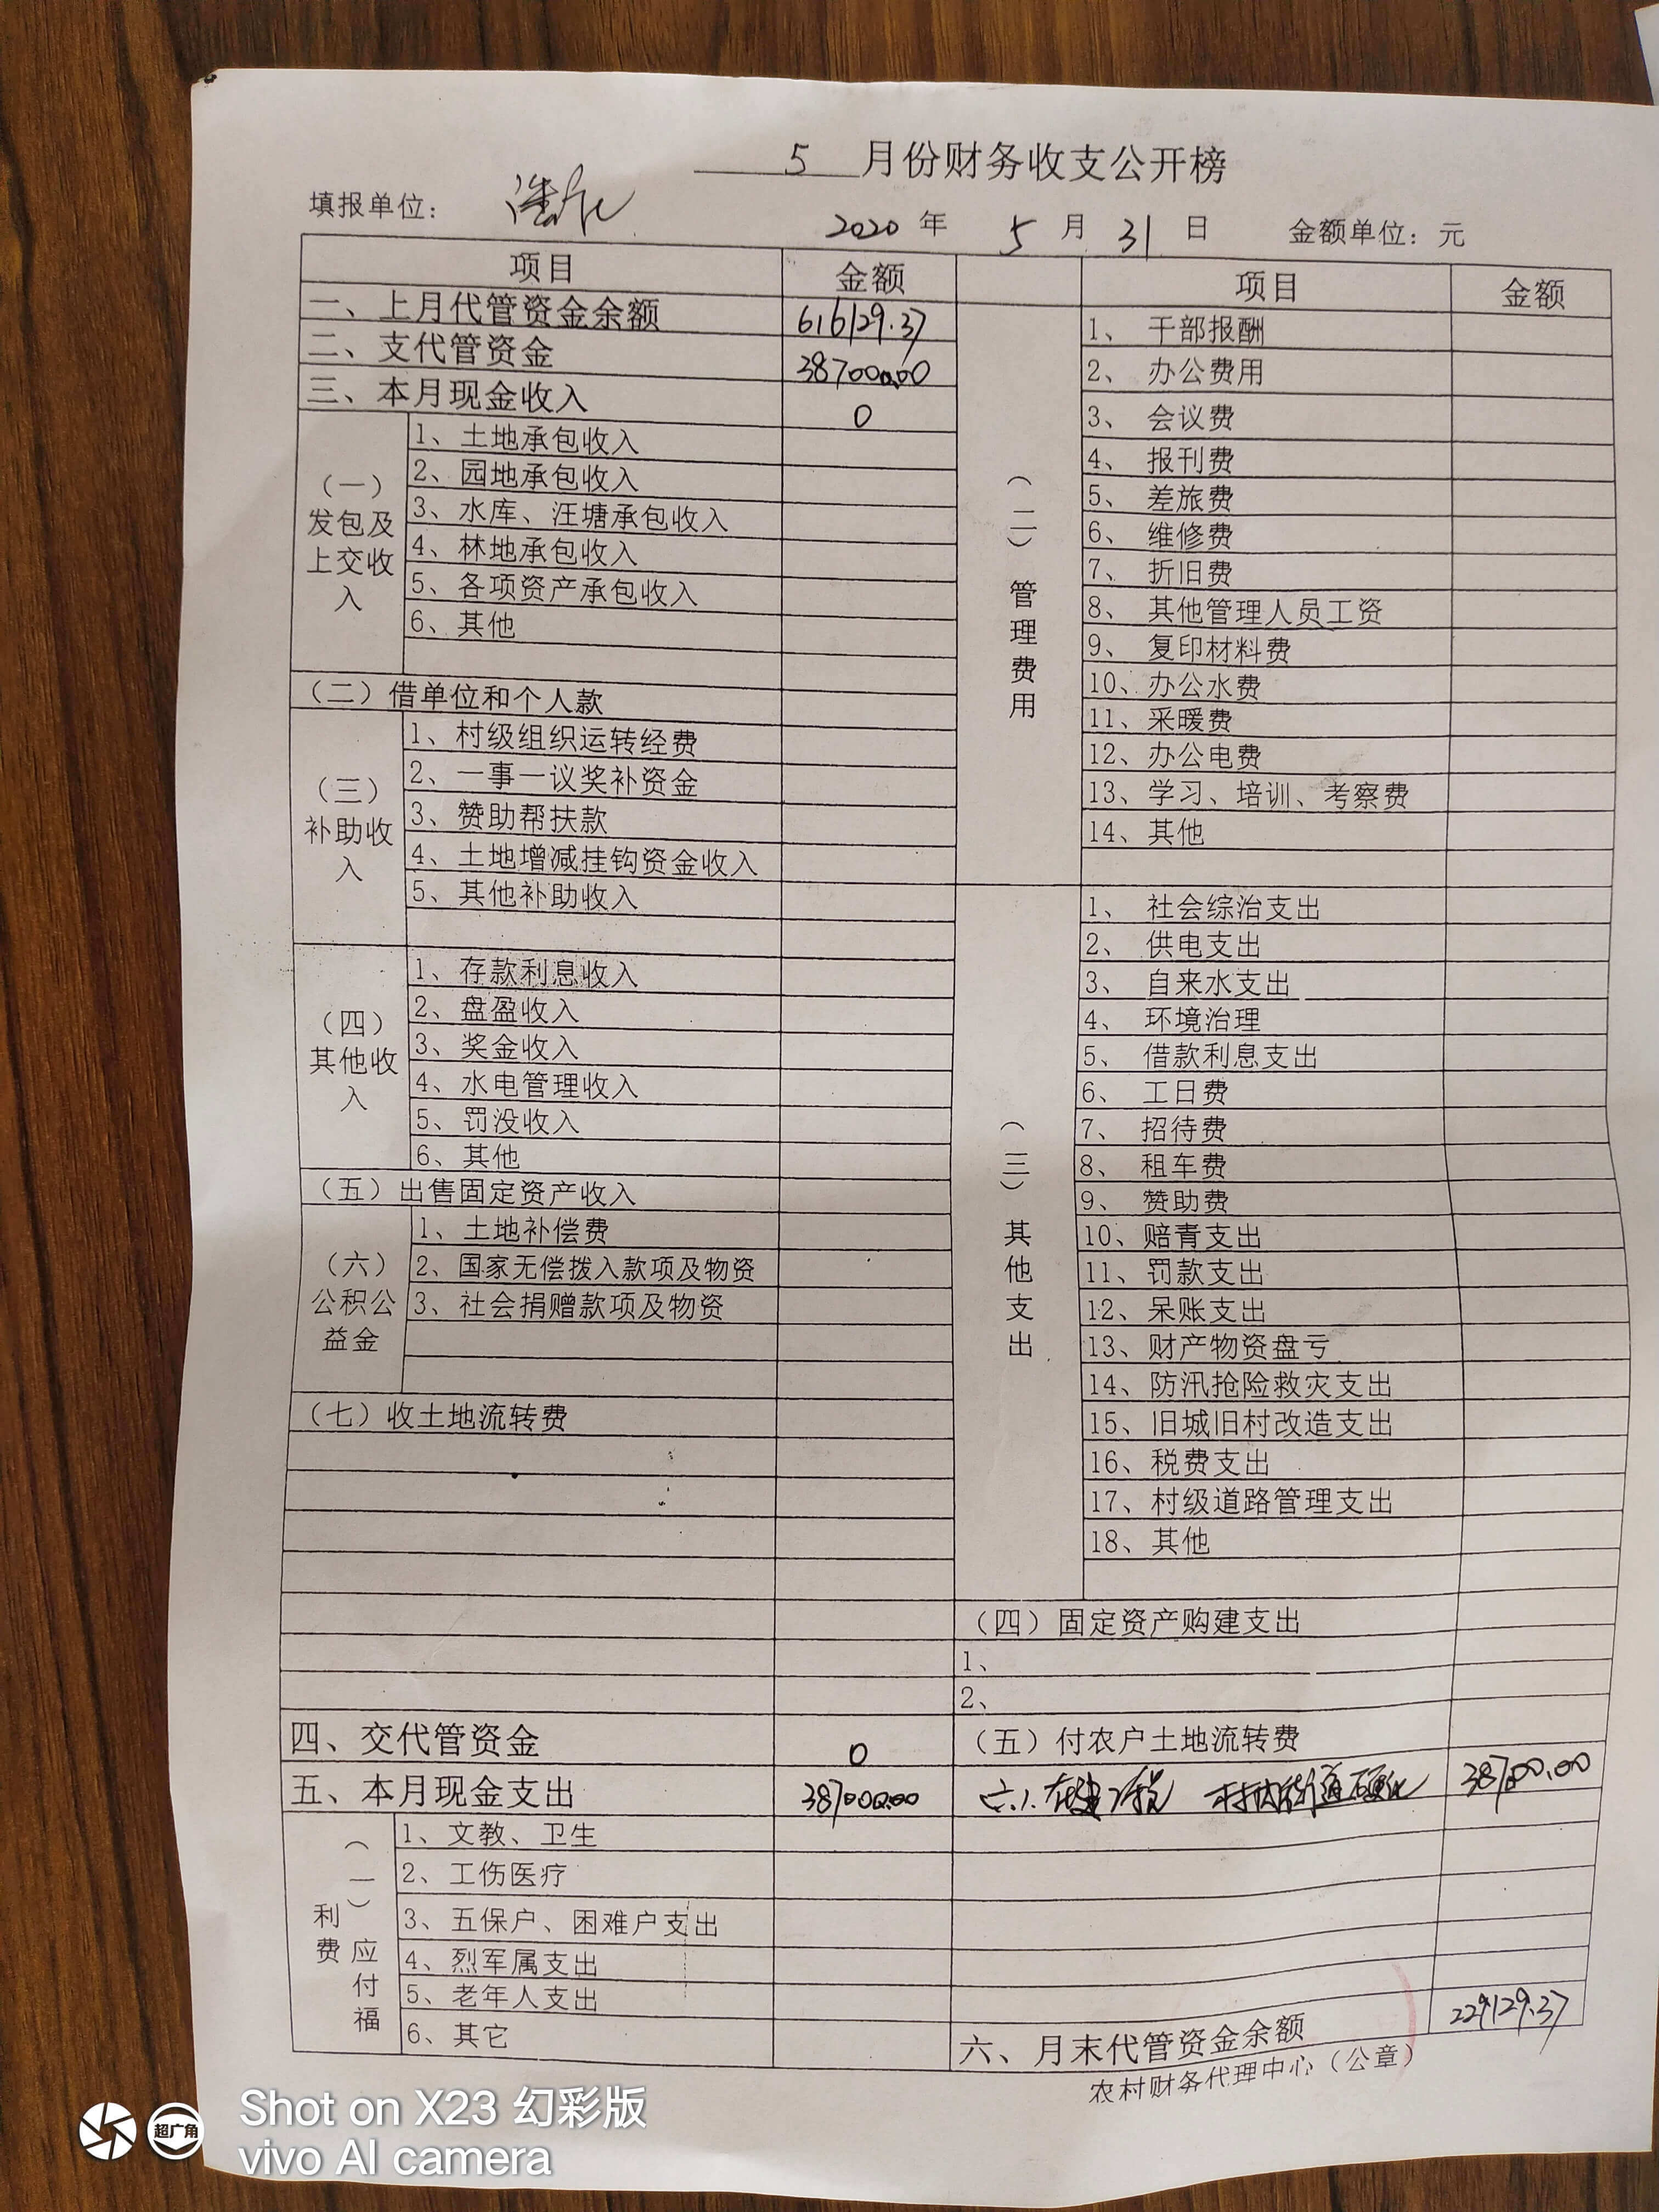 5 月份财务收支公开榜
填报单位：
2020 年 5 月 31 日 金额单位：元
项目 金额
一、上月代管资金余额 616129.37
二、支代管资金 387000.00
三、本月现金收入 0
（一）发包及上交收入
1、土地承包收入
2、园地承包收入
3、水库、汪塘承包收入
4、林地承包收入
5、各项资产承包收入
6、其他
（二）借单位和个人款
（三）补助收入
1、村级组织运转经费
2、一事一议奖补资金
3、赞助帮扶款
4、土地增减挂钩资金收入
5、其他补助收入
（四）其他收入
1、存款利息收入
2、盘盈收入
3、奖金收入
4、水电管理收入
5、罚没收入
6、其他
（五）出售固定资产收入
（六）公积公益金
1、土地补偿费
2、国家无偿拨入款项及物资
3、社会捐赠款项及物资
（七）收土地流转费
四、交代管资金 0
五、本月现金支出 387000.00
（一）应付福利费
1、文教、卫生
2、工伤医疗
3、五保户、困难户支出
4、烈军属支出
5、老年人支出
6、其它
项目 金额
（二）管理费用
1、干部报酬
2、办公费用
3、会议费
4、报刊费
5、差旅费
6、维修费
7、折旧费
8、其他管理人员工资
9、复印材料费
10、办公水费
11、采暖费
12、办公电费
13、学习、培训、考察费
14、其他
（三）其他支出
1、社会综治支出
2、供电支出
3、自来水支出
4、环境治理
5、借款利息支出
6、工日费
7、招待费
8、租车费
9、赞助费
10、赔青支出
11、罚款支出
12、呆账支出
13、财产物资盘亏
14、防汛抢险救灾支出
15、旧城旧村改造支出
16、税费支出
17、村级道路管理支出
18、其他
（四）固定资产购建支出
1、
2、
（五）付农户土地流转费
六、1.在建工程 村内街道硬化 387000.00
六、月末代管资金余额 229129.37
农村财务代理中心（公章）
Shot on X23 幻彩版
超广角
vivo AI camera